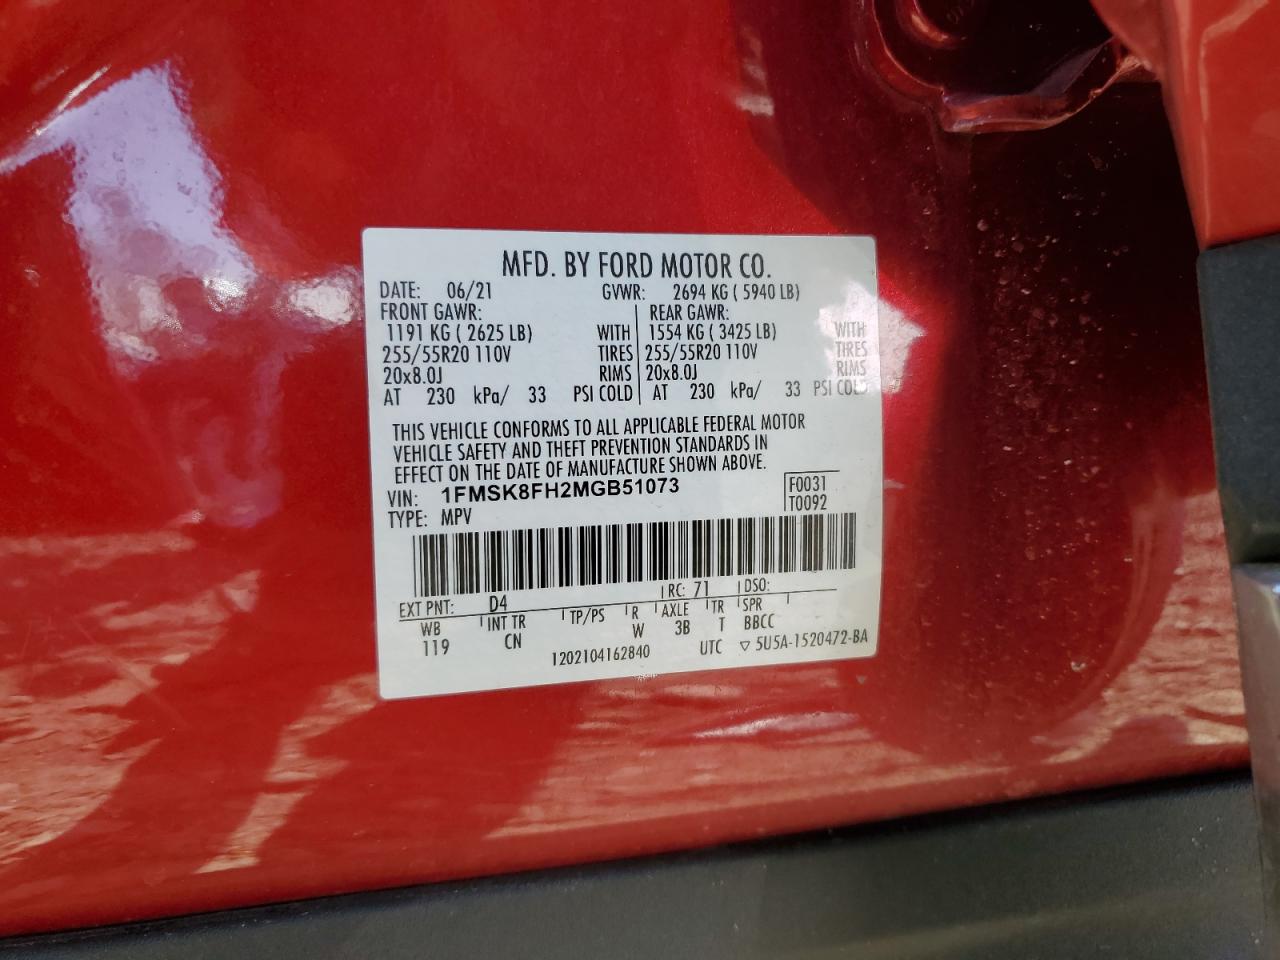 MFD. BY FORD MOTOR CO.
DATE: 06/21 GVWR: 2694 KG ( 5940 LB)
FRONT GAWR: REAR GAWR:
1191 KG ( 2625 LB) WITH 1554 KG ( 3425 LB) WITH
255/55R20 110V TIRES 255/55R20 110V TIRES
20x8.0J RIMS 20x8.0J RIMS
AT 230 kPa/ 33 PSI COLD AT 230 kPa/ 33 PSI COLD
THIS VEHICLE CONFORMS TO ALL APPLICABLE FEDERAL MOTOR
VEHICLE SAFETY AND THEFT PREVENTION STANDARDS IN
EFFECT ON THE DATE OF MANUFACTURE SHOWN ABOVE.
VIN: 1FMSK8FH2MGB51073 F0031
TYPE: MPV T0092
EXT PNT: D4 RC: 71 DSO:
WB INT TR TP/PS R AXLE TR SPR
119 CN W 3B T BBCC
1202104162840 UTC ▽ 5U5A-1520472-BA